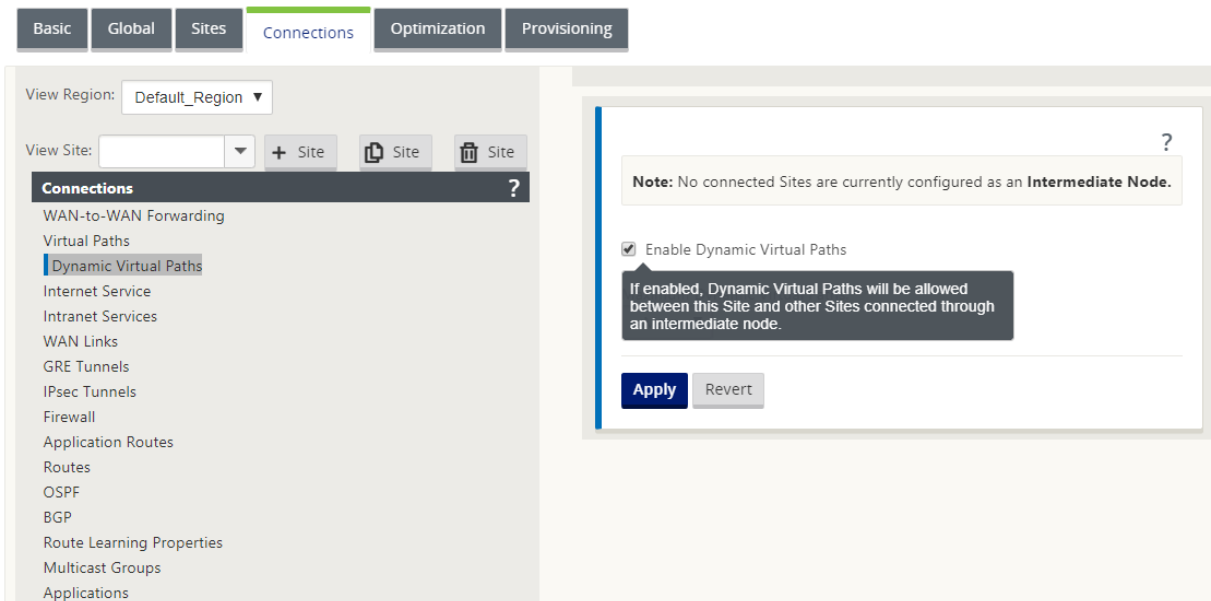 Basic Global Sites Connections Optimization Provisioning
View Region: Default_Region
View Site:
+ Site Site Site
Connections ?
WAN-to-WAN Forwarding
Virtual Paths
Dynamic Virtual Paths
Internet Service
Intranet Services
WAN Links
GRE Tunnels
IPsec Tunnels
Firewall
Application Routes
Routes
OSPF
BGP
Route Learning Properties
Multicast Groups
Applications
?
Note: No connected Sites are currently configured as an Intermediate Node.
Enable Dynamic Virtual Paths
If enabled, Dynamic Virtual Paths will be allowed
between this Site and other Sites connected through
an intermediate node.
Apply Revert